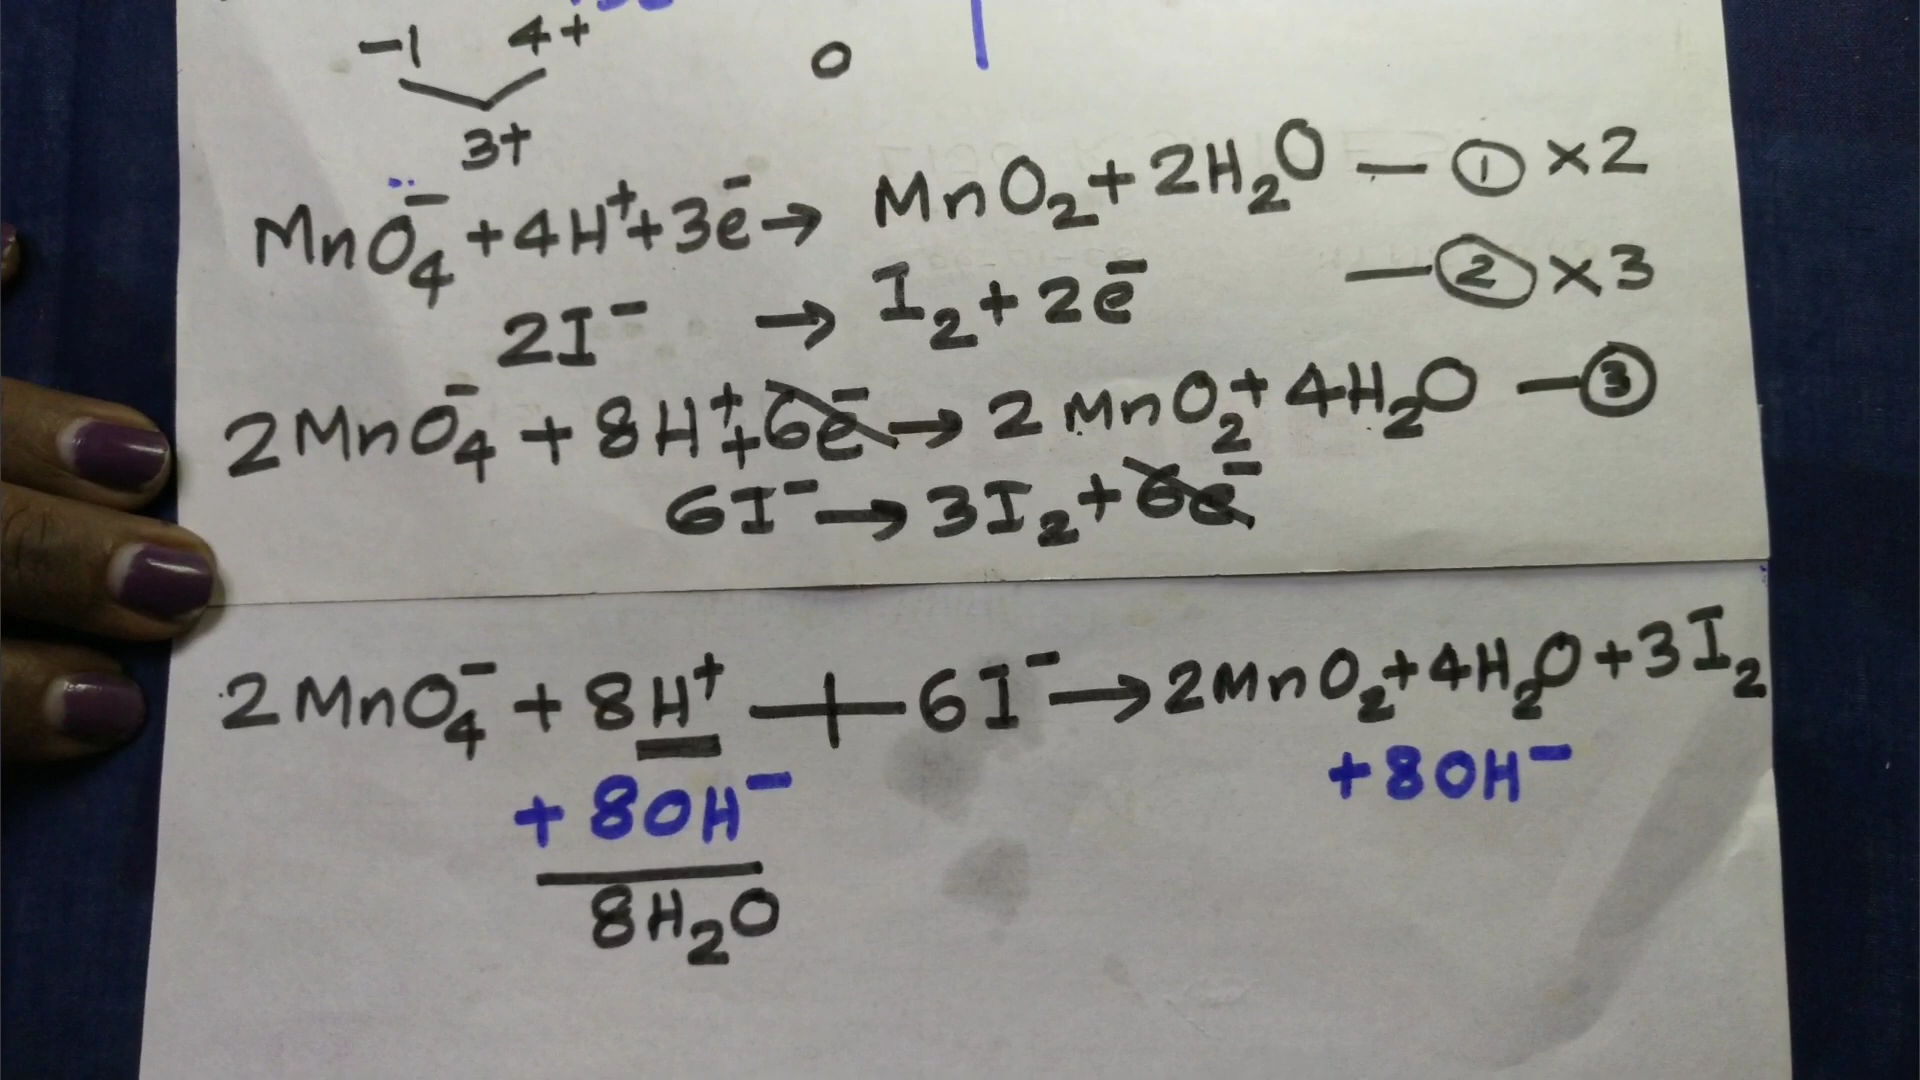 -1 4+ 0
3+
MnO₄⁻ + 4H⁺ + 3e⁻ → MnO₂ + 2H₂O — ① ×2
2I⁻ → I₂ + 2e⁻ — ② ×3
2MnO₄⁻ + 8H⁺ + 6e⁻ → 2MnO₂ + 4H₂O — ③
6I⁻ → 3I₂ + 6e⁻
2MnO₄⁻ + 8H⁺ + 6I⁻ → 2MnO₂ + 4H₂O + 3I₂
+ 8OH⁻ + 8OH⁻
8H₂O